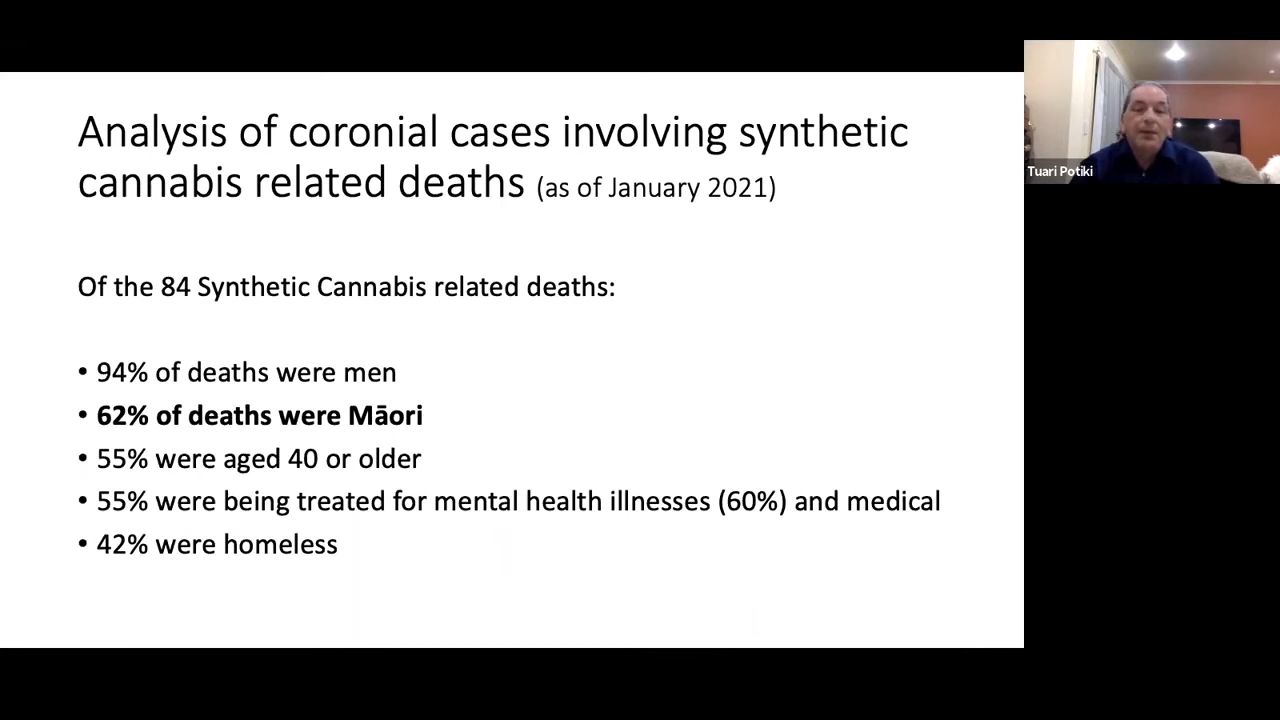 Analysis of coronial cases involving synthetic
cannabis related deaths (as of January 2021)
Of the 84 Synthetic Cannabis related deaths:
• 94% of deaths were men
• 62% of deaths were Māori
• 55% were aged 40 or older
• 55% were being treated for mental health illnesses (60%) and medical
• 42% were homeless
Tuari Potiki